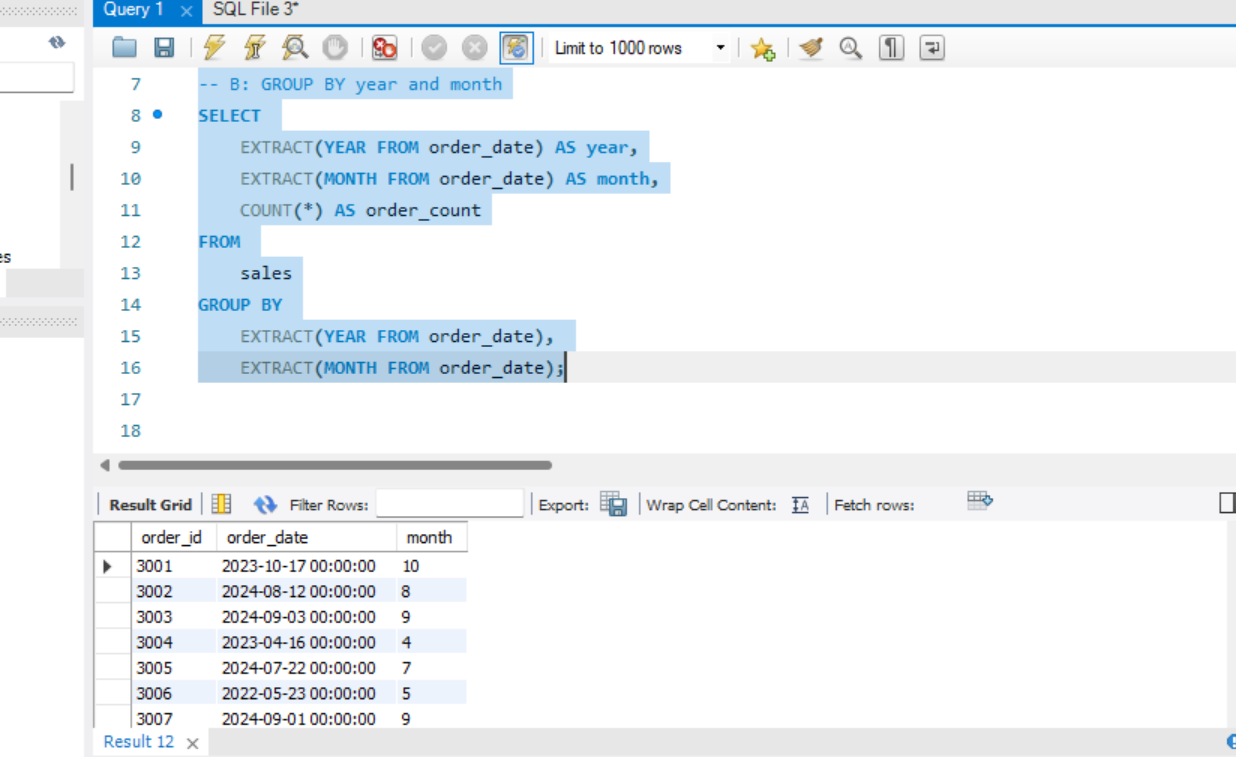 Query 1
SQL File 3*
Limit to 1000 rows
7 -- B: GROUP BY year and month
8 SELECT
9 EXTRACT(YEAR FROM order_date) AS year,
10 EXTRACT(MONTH FROM order_date) AS month,
11 COUNT(*) AS order_count
12 FROM
es
13 sales
14 GROUP BY
15 EXTRACT(YEAR FROM order_date),
16 EXTRACT(MONTH FROM order_date);
17
18
Result Grid Filter Rows: Export: Wrap Cell Content: Fetch rows:
order_id order_date month
3001 2023-10-17 00:00:00 10
3002 2024-08-12 00:00:00 8
3003 2024-09-03 00:00:00 9
3004 2023-04-16 00:00:00 4
3005 2024-07-22 00:00:00 7
3006 2022-05-23 00:00:00 5
3007 2024-09-01 00:00:00 9
Result 12